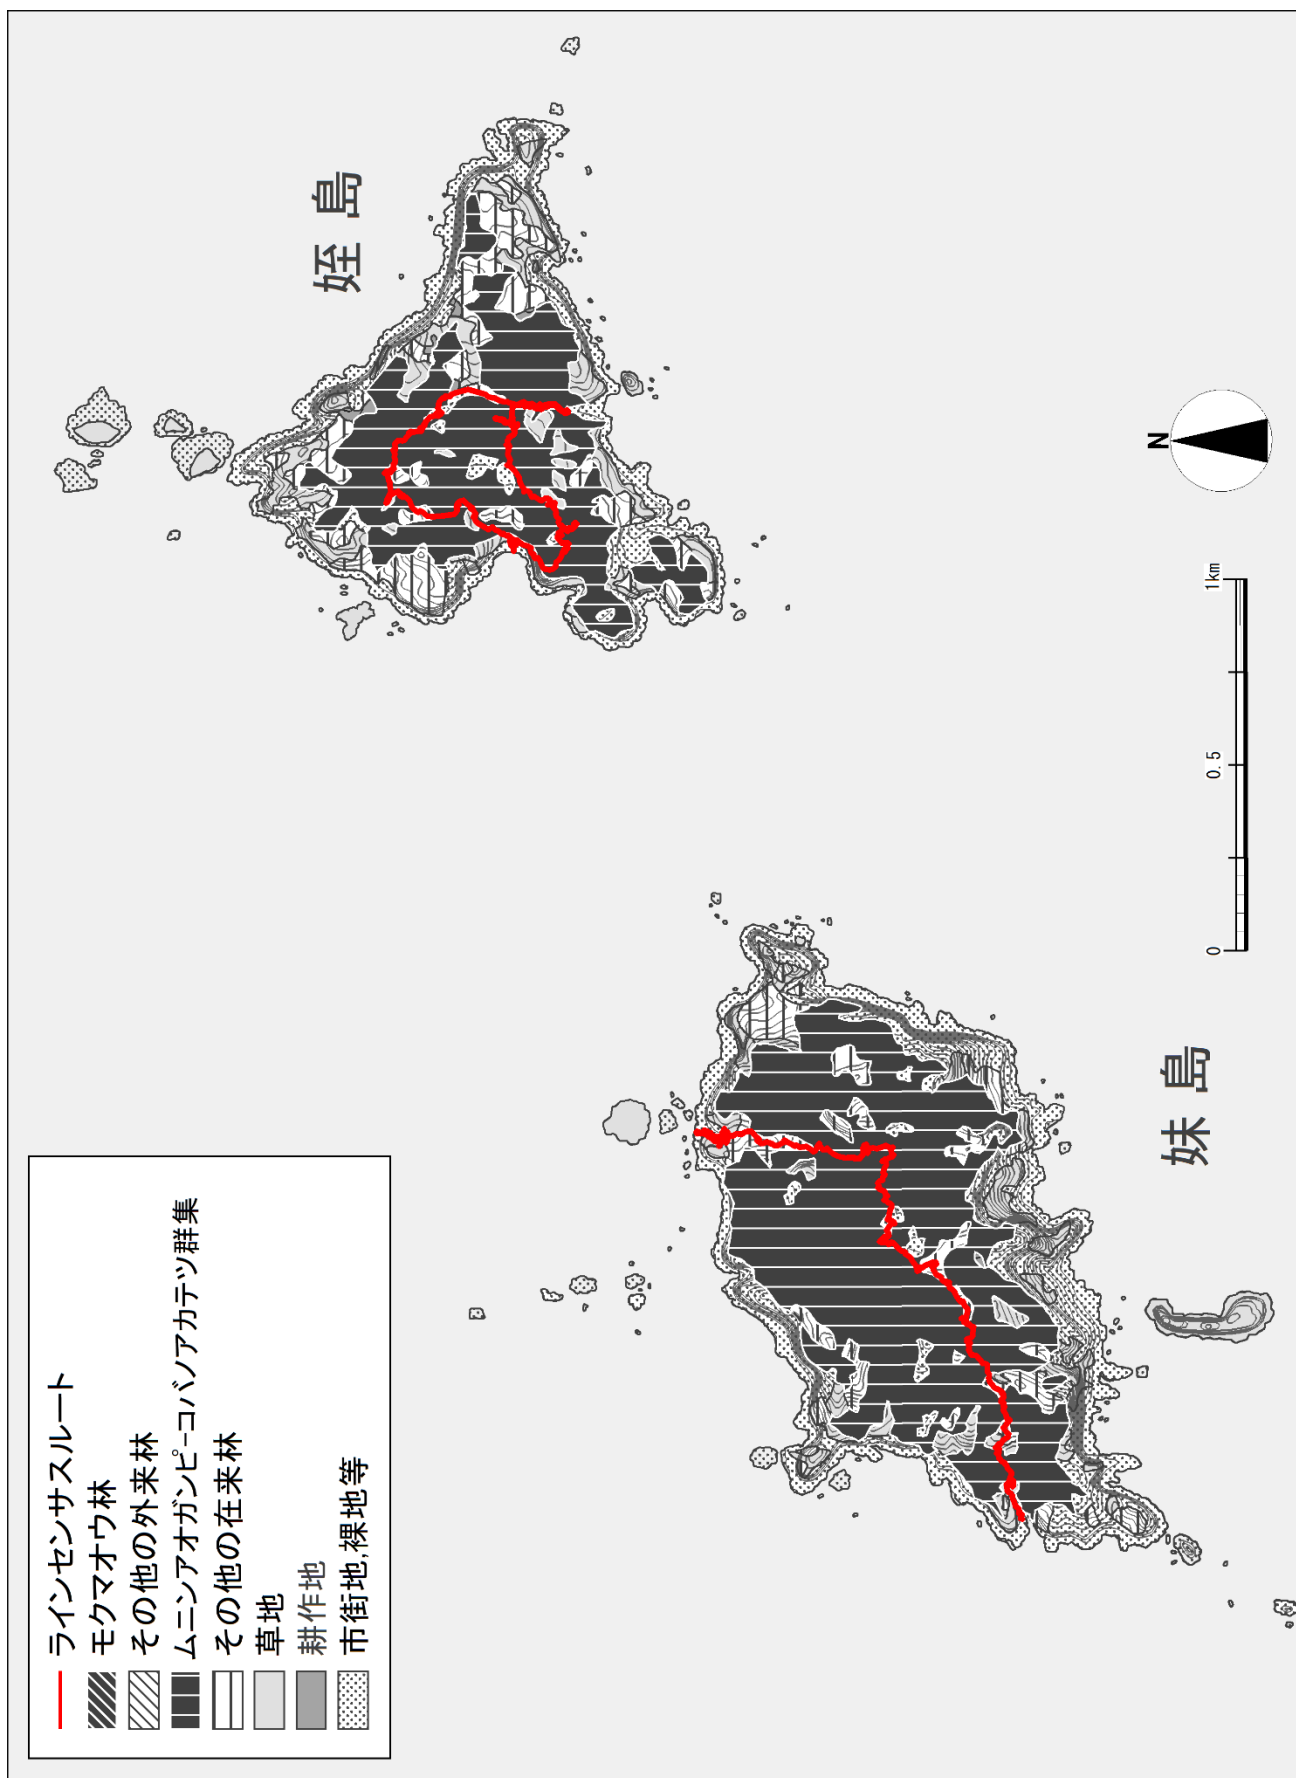 ラインセンサスルート
モクマオウ林
その他の外来林
ムニンアオガンピ-コバノアカテツ群集
その他の在来林
草地
耕作地
市街地,裸地等
姪島
妹島
N
0
0.5
1km